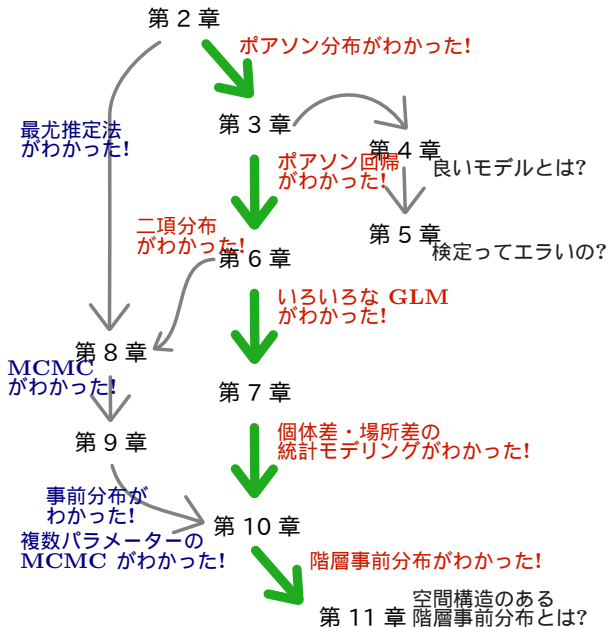 第 2 章
ポアソン分布がわかった!
第 3 章
最尤推定法
がわかった!
第 4 章
良いモデルとは?
ポアソン回帰
がわかった!
二項分布
がわかった!
第 5 章
検定ってエラいの?
第 6 章
いろいろな GLM
がわかった!
第 8 章
MCMC
がわかった!
第 7 章
第 9 章
個体差・場所差の
統計モデリングがわかった!
事前分布が
わかった!
複数パラメーターの
MCMC がわかった!
第 10 章
階層事前分布がわかった!
第 11 章
空間構造のある
階層事前分布とは?